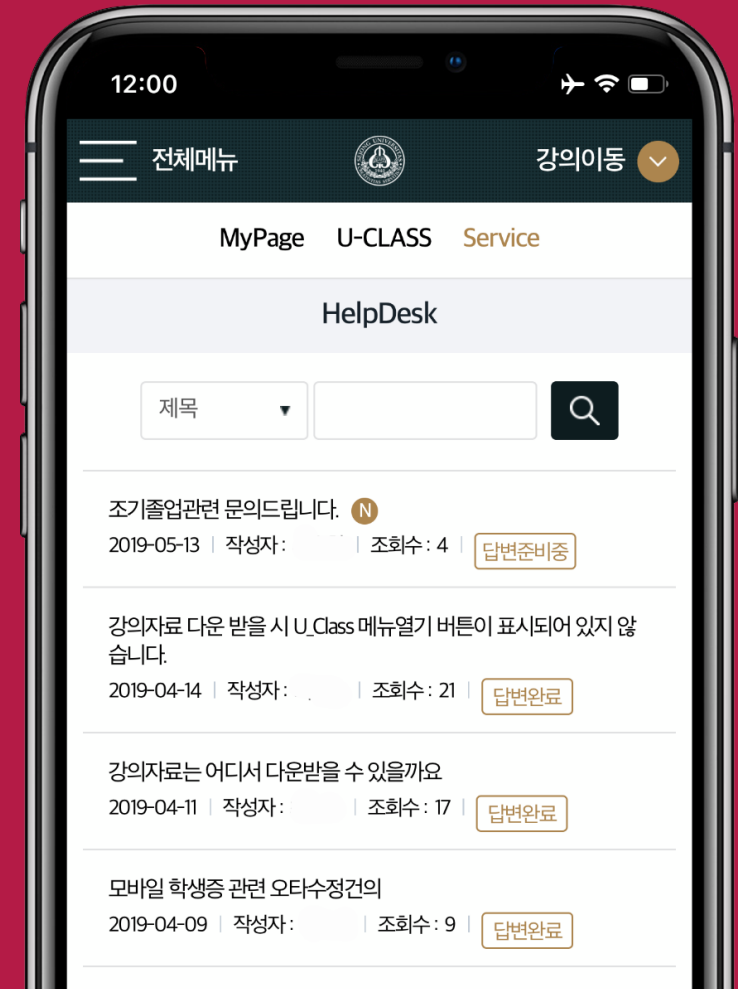 12:00
전체메뉴
강의이동
MyPage U-CLASS Service
HelpDesk
제목
조기졸업관련 문의드립니다. N
2019-05-13 | 작성자 : | 조회수 : 4 | 답변준비중
강의자료 다운 받을 시 U_Class 메뉴열기 버튼이 표시되어 있지 않
습니다.
2019-04-14 | 작성자 : | 조회수 : 21 | 답변완료
강의자료는 어디서 다운받을 수 있을까요
2019-04-11 | 작성자 : | 조회수 : 17 | 답변완료
모바일 학생증 관련 오타수정건의
2019-04-09 | 작성자 : | 조회수 : 9 | 답변완료